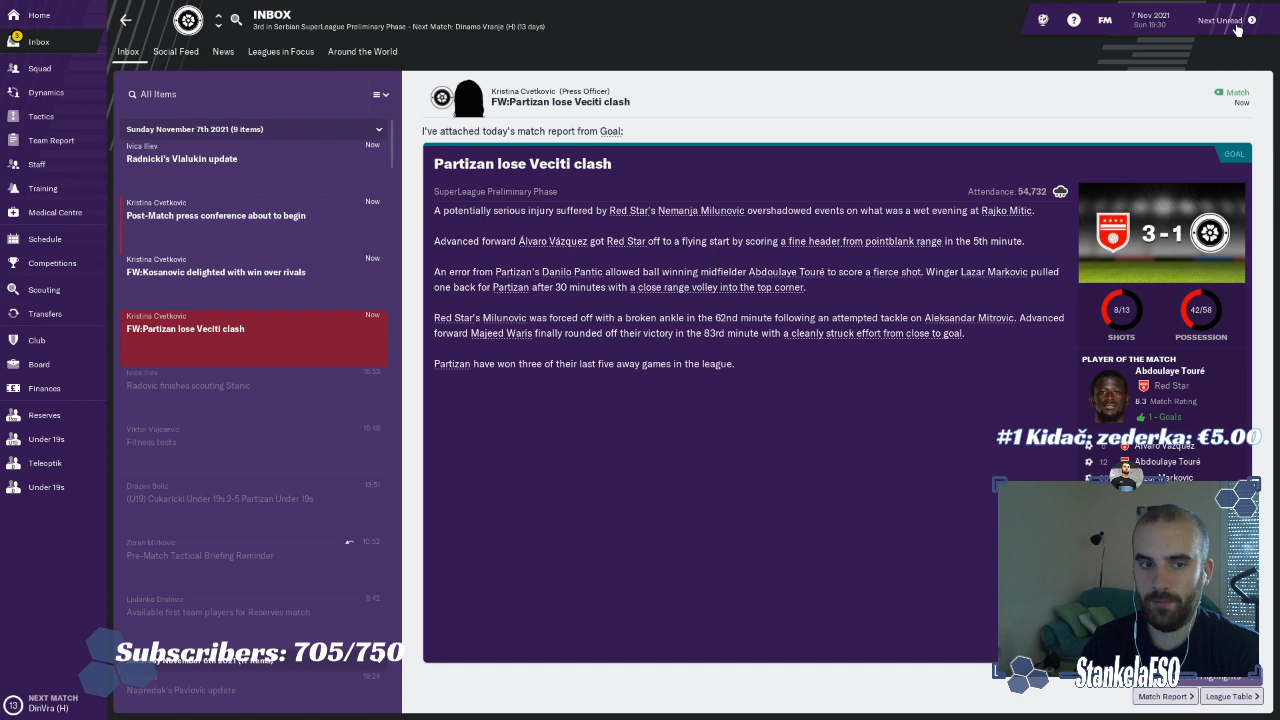 Home
3
Inbox
Squad
Dynamics
Tactics
Team Report
Staff
Training
Medical Centre
Schedule
Competitions
Scouting
Transfers
Club
Board
Finances
Reserves
Under 19s
Teleoptik
Under 19s
13
NEXT MATCH
DinVra (H)
INBOX
3rd in Serbian SuperLeague Preliminary Phase - Next Match: Dinamo Vranje (H) (13 days)
FM
7 Nov 2021
Sun 19:30
Next Unread
Inbox
Social Feed
News
Leagues in Focus
Around the World
All Items
Sunday November 7th 2021 (9 items)
Ivica Iliev
Now
Radnicki's Vlalukin update
Kristina Cvetkovic
Now
Post-Match press conference about to begin
Kristina Cvetkovic
Now
FW:Kosanovic delighted with win over rivals
Kristina Cvetkovic
Now
FW:Partizan lose Veciti clash
Ivica Iliev
Radovic finishes scouting Stanic
Viktor Vujosevic
Fitness tests
Drazen Bolic
13:51
(U19) Cukaricki Under 19s 2-5 Partizan Under 19s
Zoran Mirkovic
10:52
Pre-Match Tactical Briefing Reminder
Ljubinko Drulovic
8:42
Available first team players for Reserves match
Subscribers: 705/750
19:24
Napredak's Pavlovic update
Kristina Cvetkovic (Press Officer)
FW:Partizan lose Veciti clash
Match
Now
I've attached today's match report from Goal:
GOAL
Partizan lose Veciti clash
SuperLeague Preliminary Phase
Attendance: 54,732
A potentially serious injury suffered by Red Star's Nemanja Milunovic overshadowed events on what was a wet evening at Rajko Mitic.
Advanced forward Álvaro Vázquez got Red Star off to a flying start by scoring a fine header from pointblank range in the 5th minute.
An error from Partizan's Danilo Pantic allowed ball winning midfielder Abdoulaye Touré to score a fierce shot. Winger Lazar Markovic pulled
one back for Partizan after 30 minutes with a close range volley into the top corner.
Red Star's Milunovic was forced off with a broken ankle in the 62nd minute following an attempted tackle on Aleksandar Mitrovic. Advanced
forward Majeed Waris finally rounded off their victory in the 83rd minute with a cleanly struck effort from close to goal.
Partizan have won three of their last five away games in the league.
3 - 1
8/13
SHOTS
42/58
POSSESSION
PLAYER OF THE MATCH
Abdoulaye Touré
Red Star
8.3 Match Rating
1 - Goals
#1 Kidač: zederka: €5.00
5 Álvaro Vázquez
12 Abdoulaye Touré
Markovic
StankelaFSO
Match Report
League Table